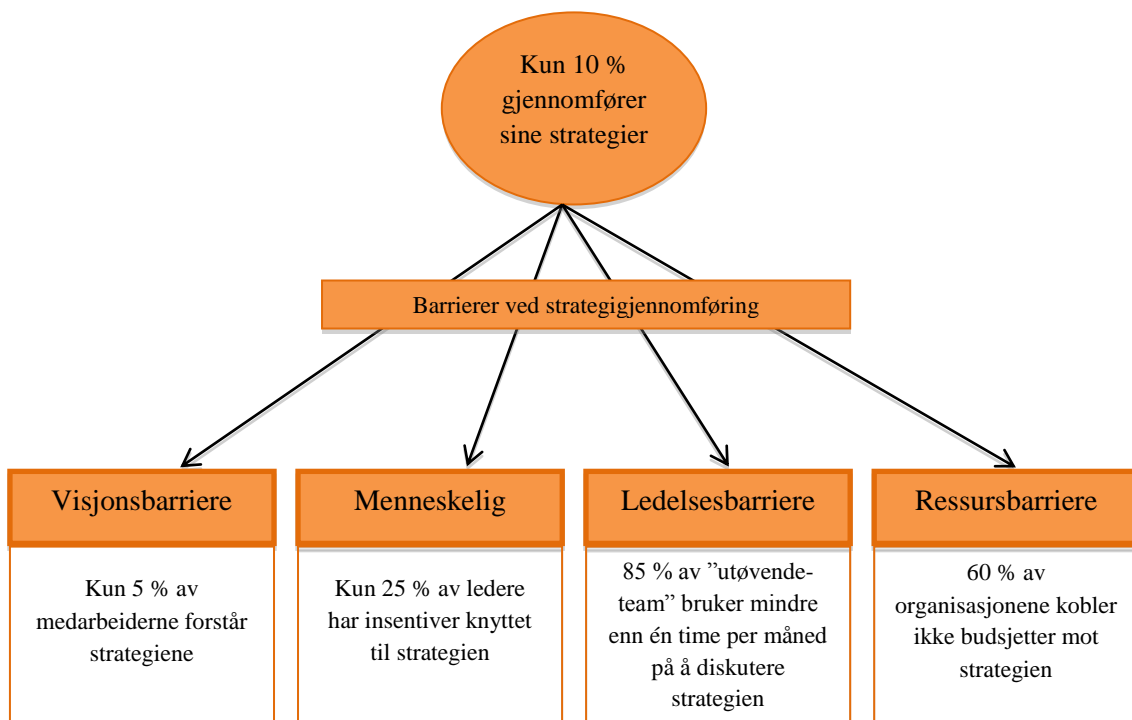 Kun 10 %
gjennomfører
sine strategier
Barrierer ved strategigjennomføring
Visjonsbarriere
Kun 5 % av
medarbeiderne forstår
strategiene
Menneskelig
Kun 25 % av ledere
har insentiver knyttet
til strategien
Ledelsesbarriere
85 % av ”utøvende-
team” bruker mindre
enn én time per måned
på å diskutere
strategien
Ressursbarriere
60 % av
organisasjonene kobler
ikke budsjetter mot
strategien